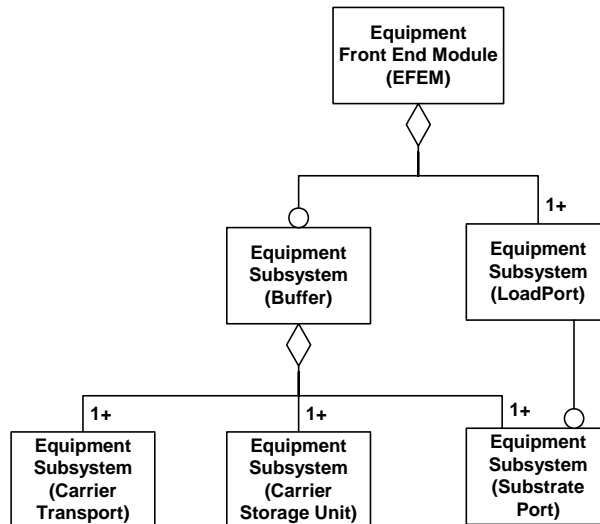 Equipment
Front End Module
(EFEM)
1+
Equipment
Subsystem
(Buffer)
Equipment
Subsystem
(LoadPort)
1+
1+
1+
Equipment
Subsystem
(Carrier
Transport)
Equipment
Subsystem
(Carrier
Storage Unit)
Equipment
Subsystem
(Substrate
Port)